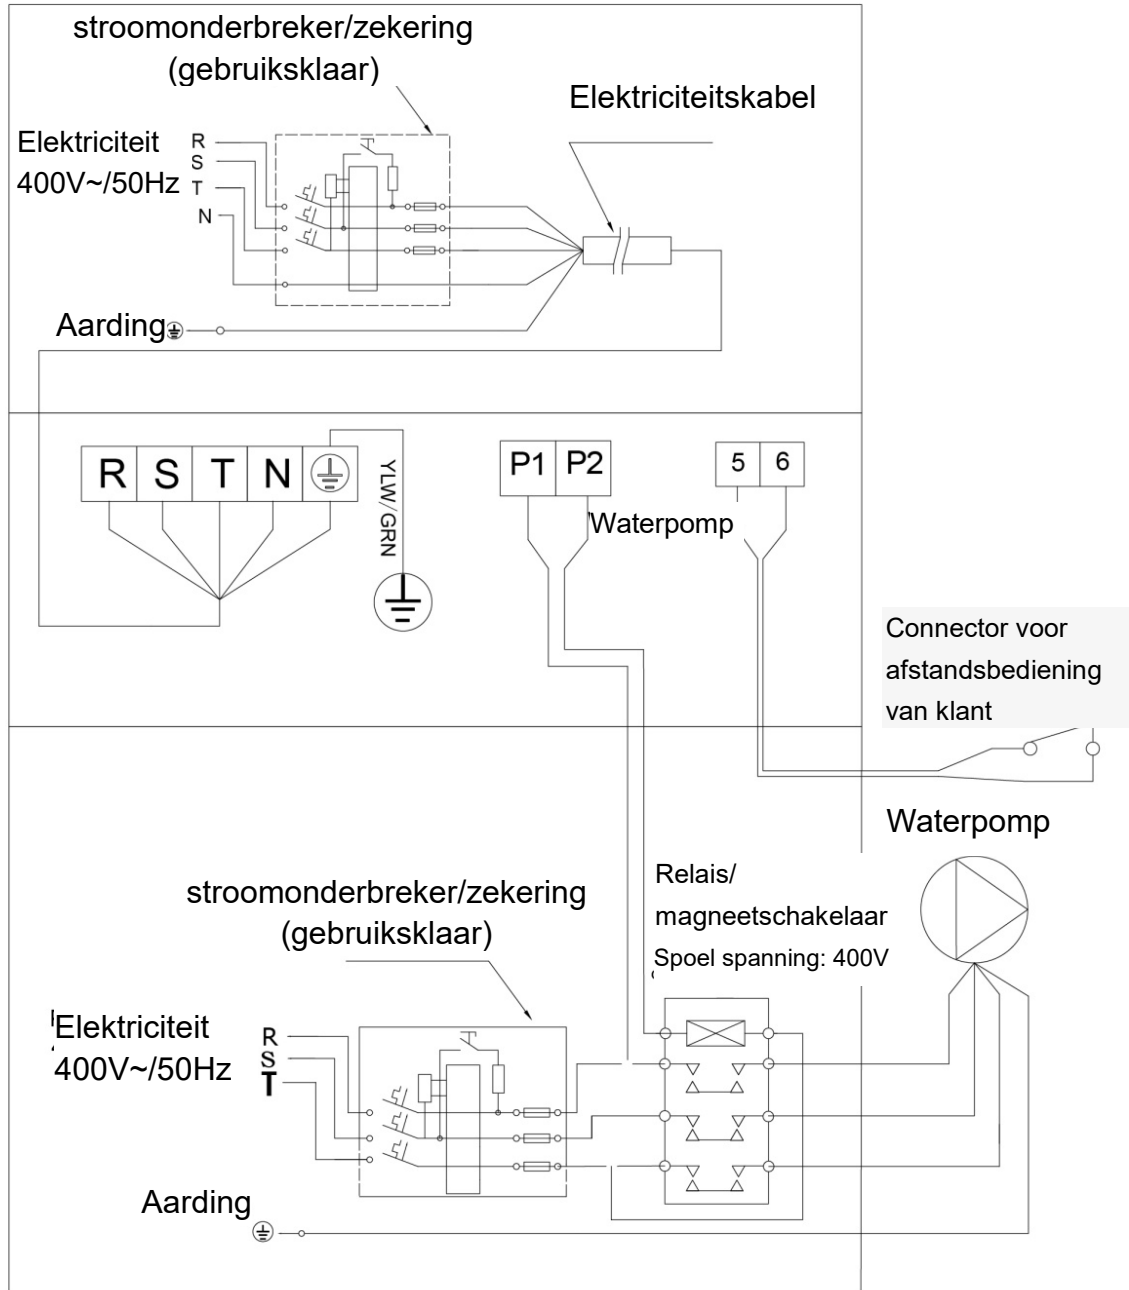 stroomonderbreker/zekering
(gebruiksklaar)
Elektriciteitskabel
Elektriciteit
400V~/50Hz
R
S
T
N
Aarding
R S T N
YLW/GRN
P1 P2
Waterpomp
5 6
Connector voor
afstandsbediening
van klant
Waterpomp
Relais/
magneetschakelaar
Spoel spanning: 400V
stroomonderbreker/zekering
(gebruiksklaar)
Elektriciteit
400V~/50Hz
R
S
T
Aarding